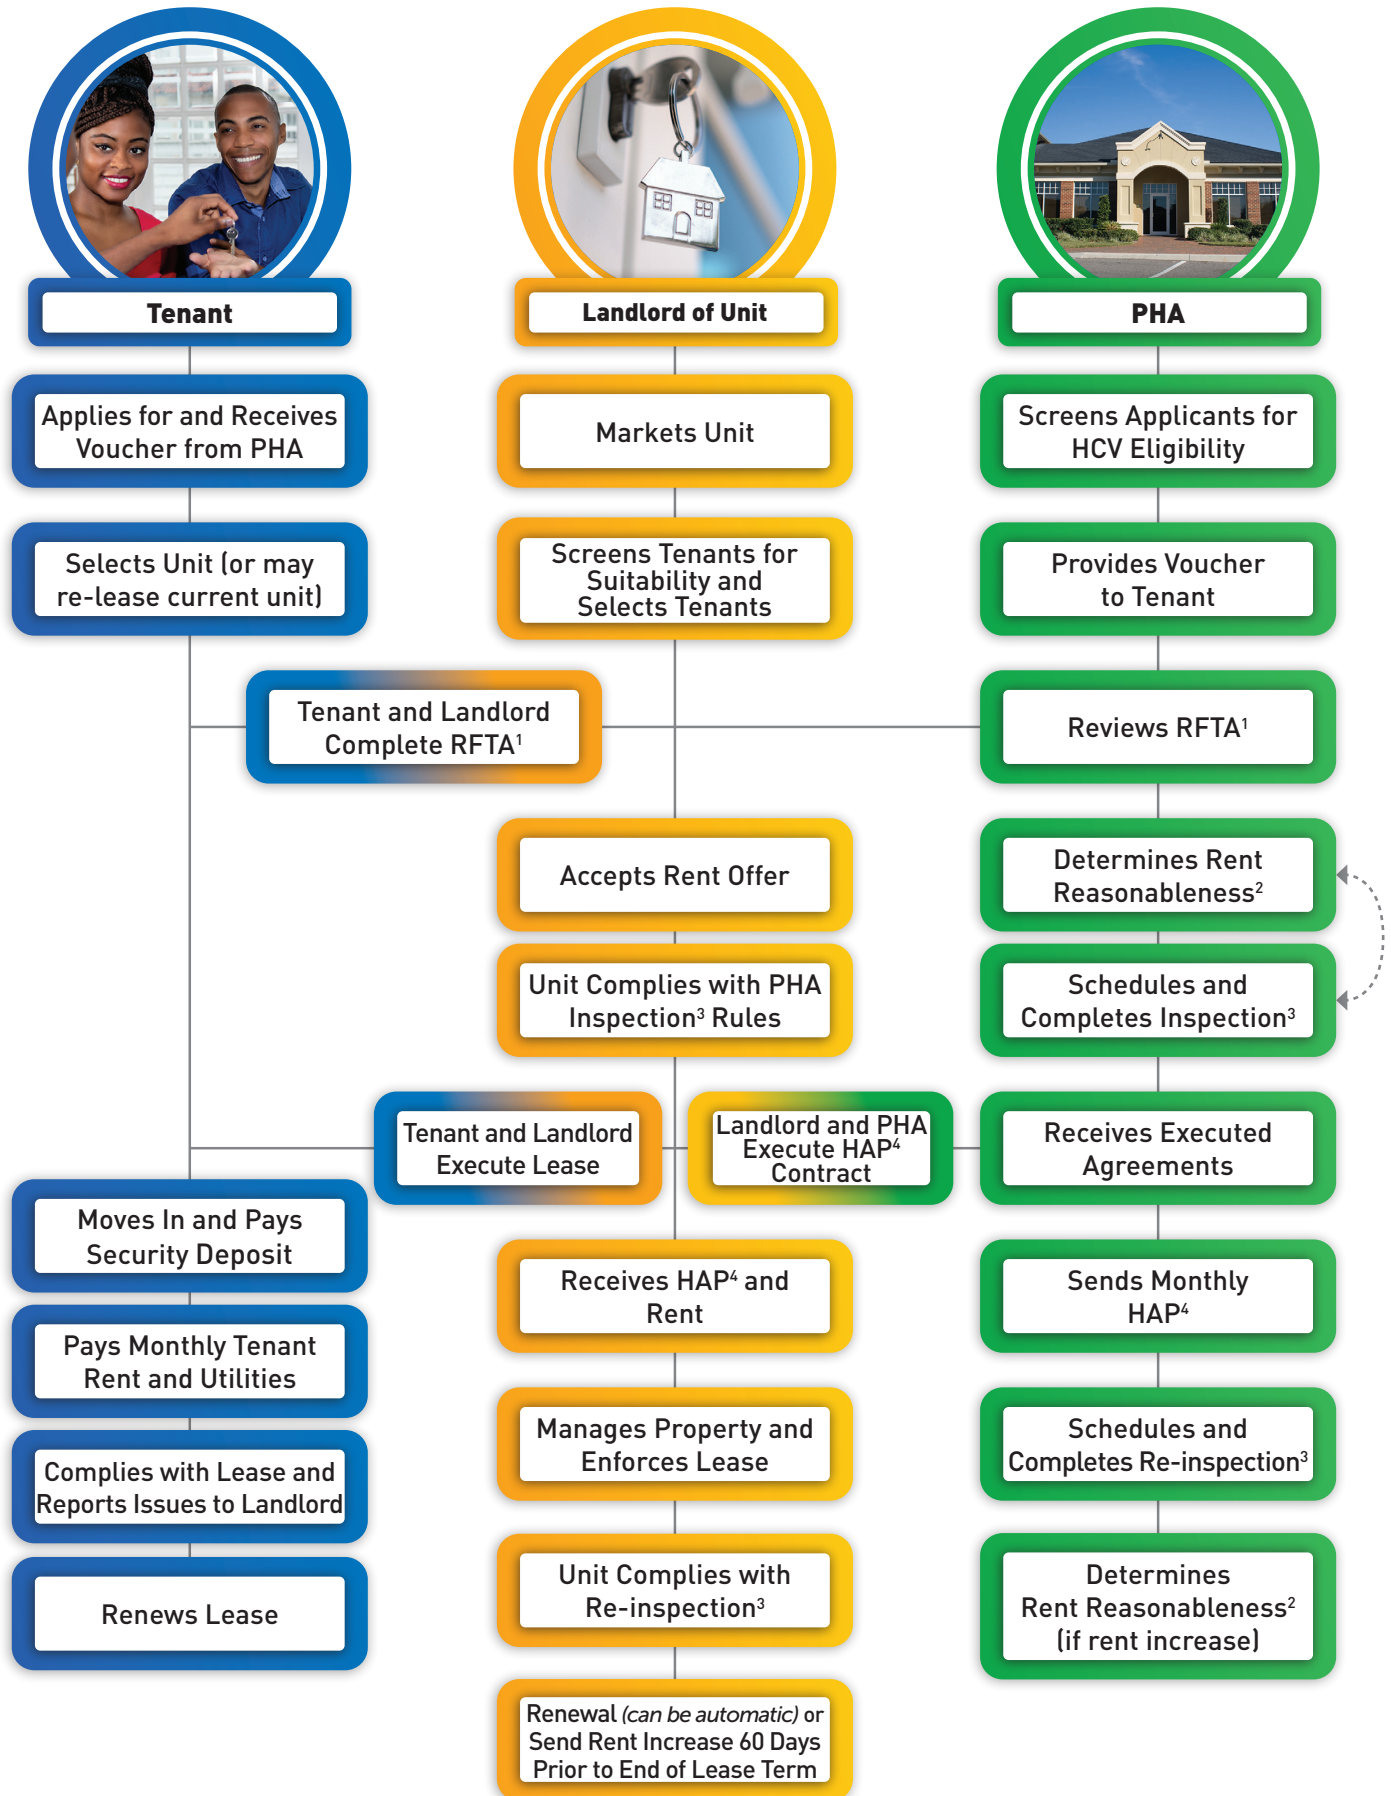 Tenant
Landlord of Unit
PHA
Applies for and Receives
Voucher from PHA
Markets Unit
Screens Applicants for
HCV Eligibility
Selects Unit (or may
re-lease current unit)
Screens Tenants for
Suitability and
Selects Tenants
Provides Voucher
to Tenant
Tenant and Landlord
Complete RFTA¹
Reviews RFTA¹
Accepts Rent Offer
Determines Rent
Reasonableness²
Unit Complies with PHA
Inspection³ Rules
Schedules and
Completes Inspection³
Tenant and Landlord
Execute Lease
Landlord and PHA
Execute HAP⁴
Contract
Receives Executed
Agreements
Moves In and Pays
Security Deposit
Receives HAP⁴ and
Rent
Sends Monthly
HAP⁴
Pays Monthly Tenant
Rent and Utilities
Manages Property and
Enforces Lease
Schedules and
Completes Re-inspection³
Complies with Lease and
Reports Issues to Landlord
Unit Complies with
Re-inspection³
Determines
Rent Reasonableness²
(if rent increase)
Renews Lease
Renewal (can be automatic) or
Send Rent Increase 60 Days
Prior to End of Lease Term